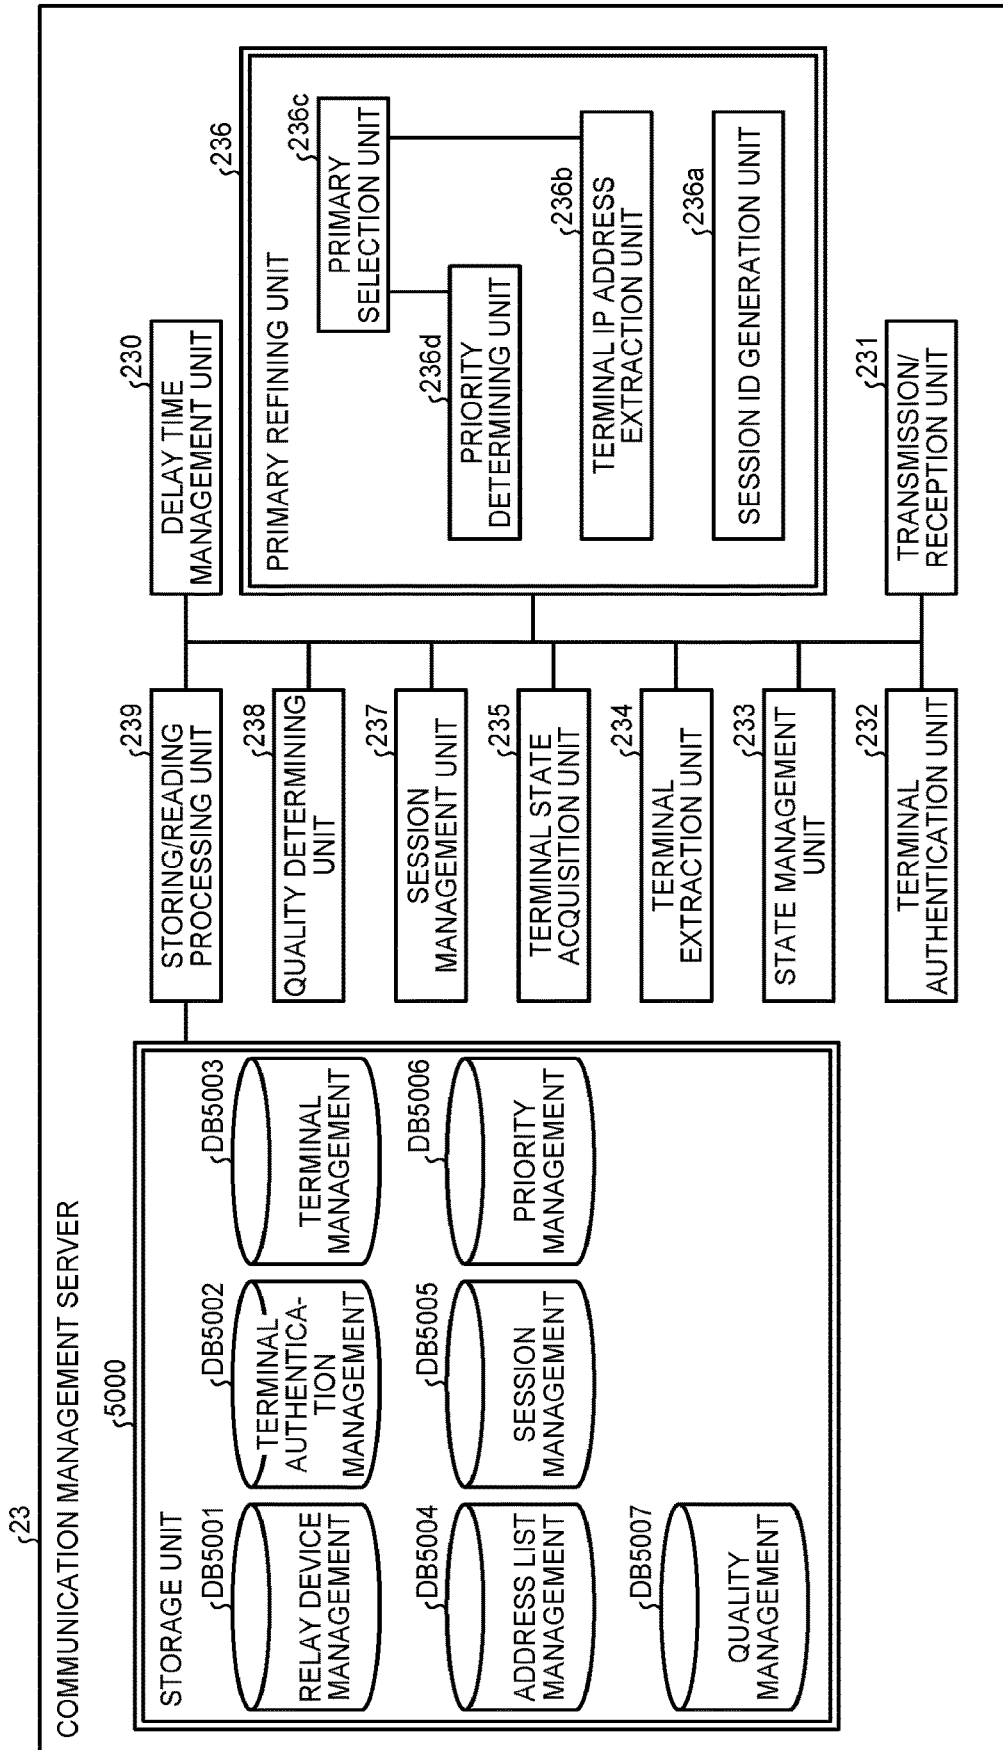 23
COMMUNICATION MANAGEMENT SERVER
5000
STORAGE UNIT
DB5001
RELAY DEVICE
MANAGEMENT
DB5002
TERMINAL
AUTHENTICA-
TION
MANAGEMENT
DB5003
TERMINAL
MANAGEMENT
DB5004
ADDRESS LIST
MANAGEMENT
DB5005
SESSION
MANAGEMENT
DB5006
PRIORITY
MANAGEMENT
DB5007
QUALITY
MANAGEMENT
239
STORING/READING
PROCESSING UNIT
238
QUALITY DETERMINING
UNIT
237
SESSION
MANAGEMENT UNIT
235
TERMINAL STATE
ACQUISITION UNIT
234
TERMINAL
EXTRACTION UNIT
233
STATE MANAGEMENT
UNIT
232
TERMINAL
AUTHENTICATION UNIT
230
DELAY TIME
MANAGEMENT UNIT
236
PRIMARY REFINING UNIT
236c
PRIMARY
SELECTION UNIT
236d
PRIORITY
DETERMINING UNIT
236b
TERMINAL IP ADDRESS
EXTRACTION UNIT
236a
SESSION ID GENERATION UNIT
231
TRANSMISSION/
RECEPTION UNIT